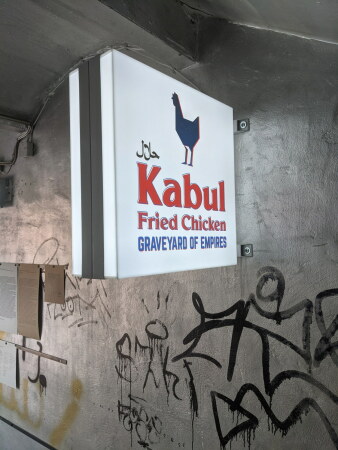 حلال
Kabul
Fried Chicken
GRAVEYARD OF EMPIRES